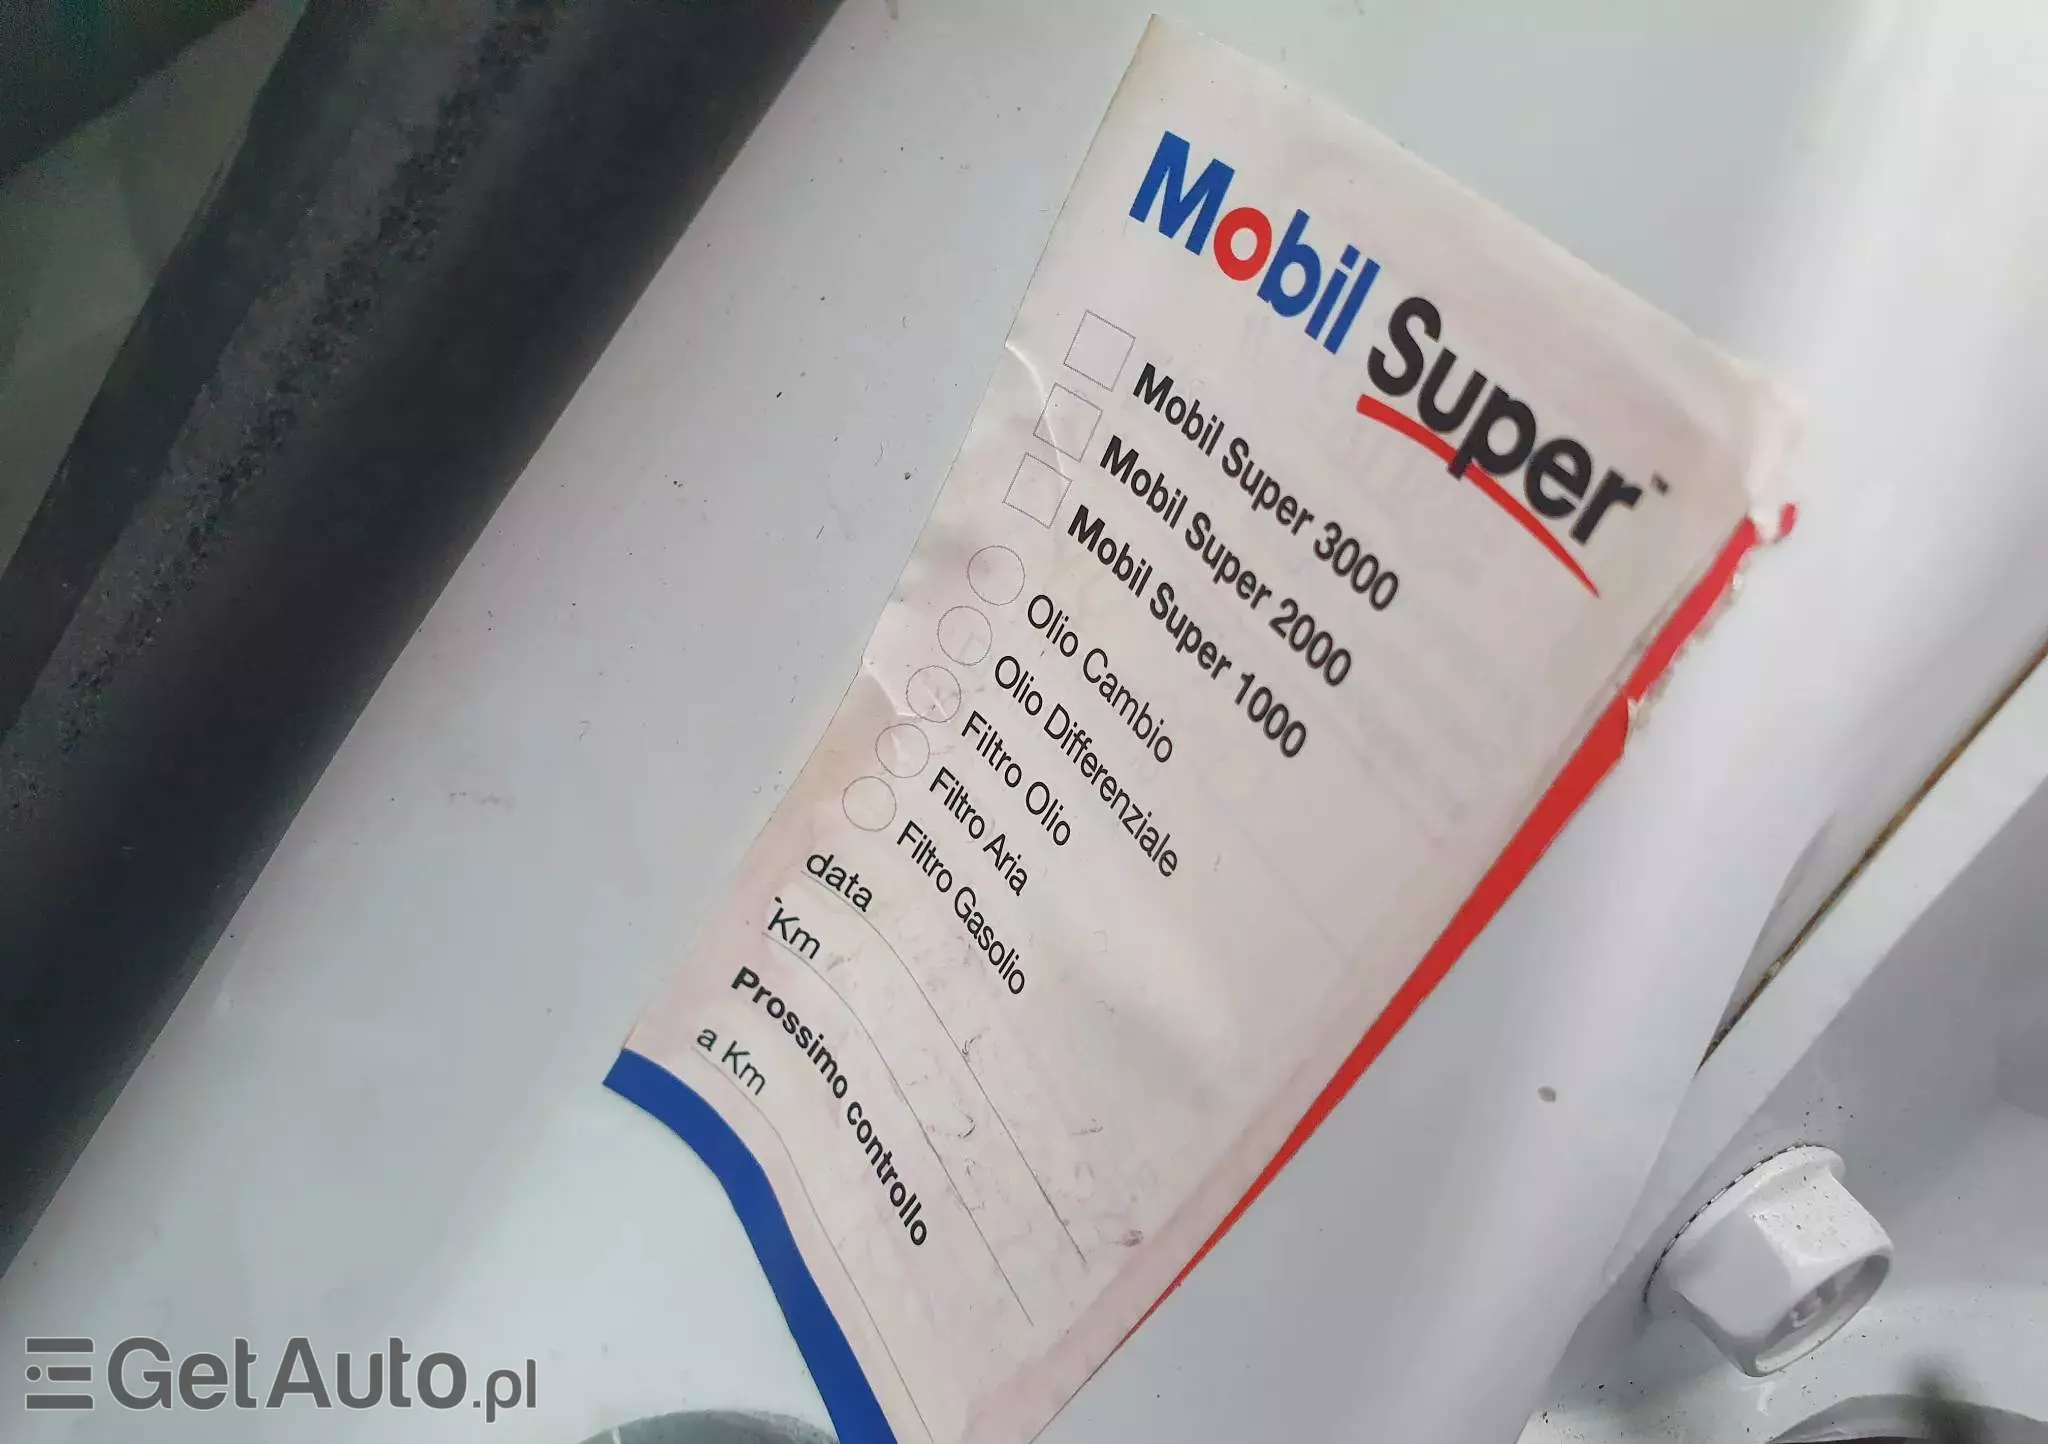 Mobil Super™
Mobil Super 3000
Mobil Super 2000
Mobil Super 1000
Olio Cambio
Olio Differenziale
Filtro Olio
Filtro Aria
Filtro Gasolio
data
Km
Prossimo controllo
a Km
GetAuto.pl